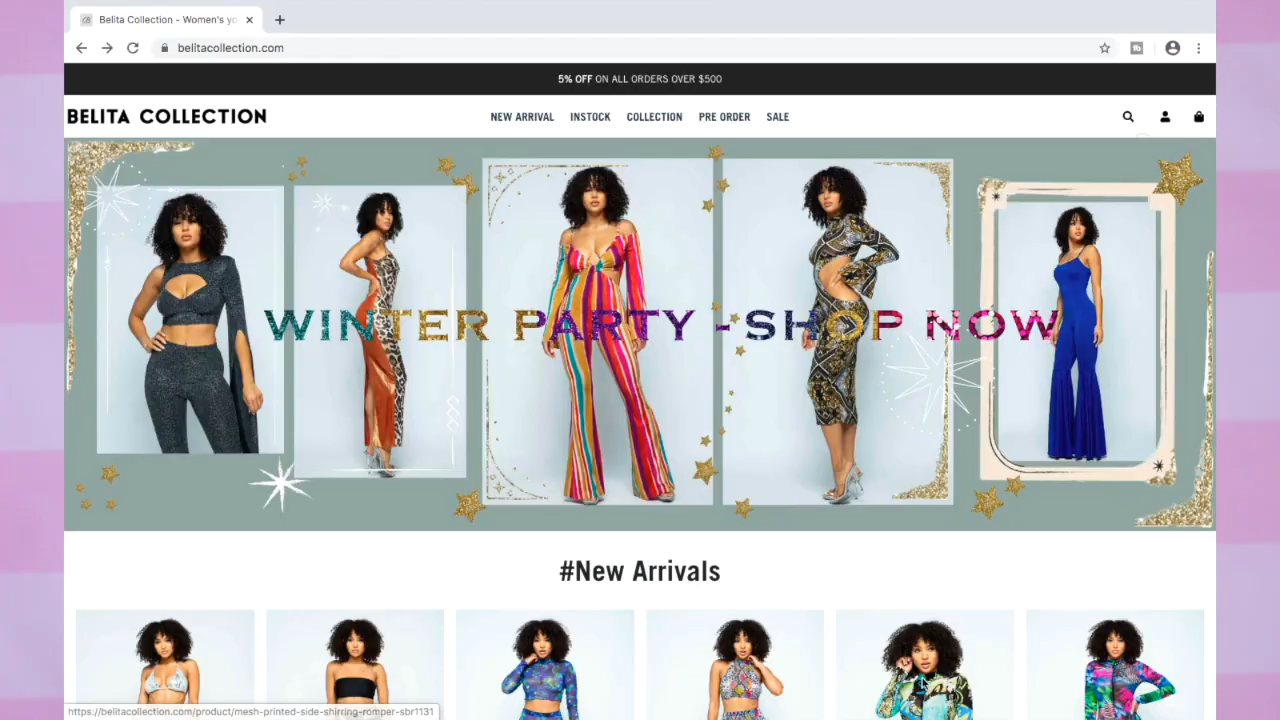 Belita Collection - Women's yo
belitacollection.com
5% OFF ON ALL ORDERS OVER $500
BELITA COLLECTION
NEW ARRIVAL INSTOCK COLLECTION PRE ORDER SALE
WINTER PARTY - SHOP NOW
#New Arrivals
https://belitacollection.com/product/mesh-printed-side-shirring-romper-sbr1131